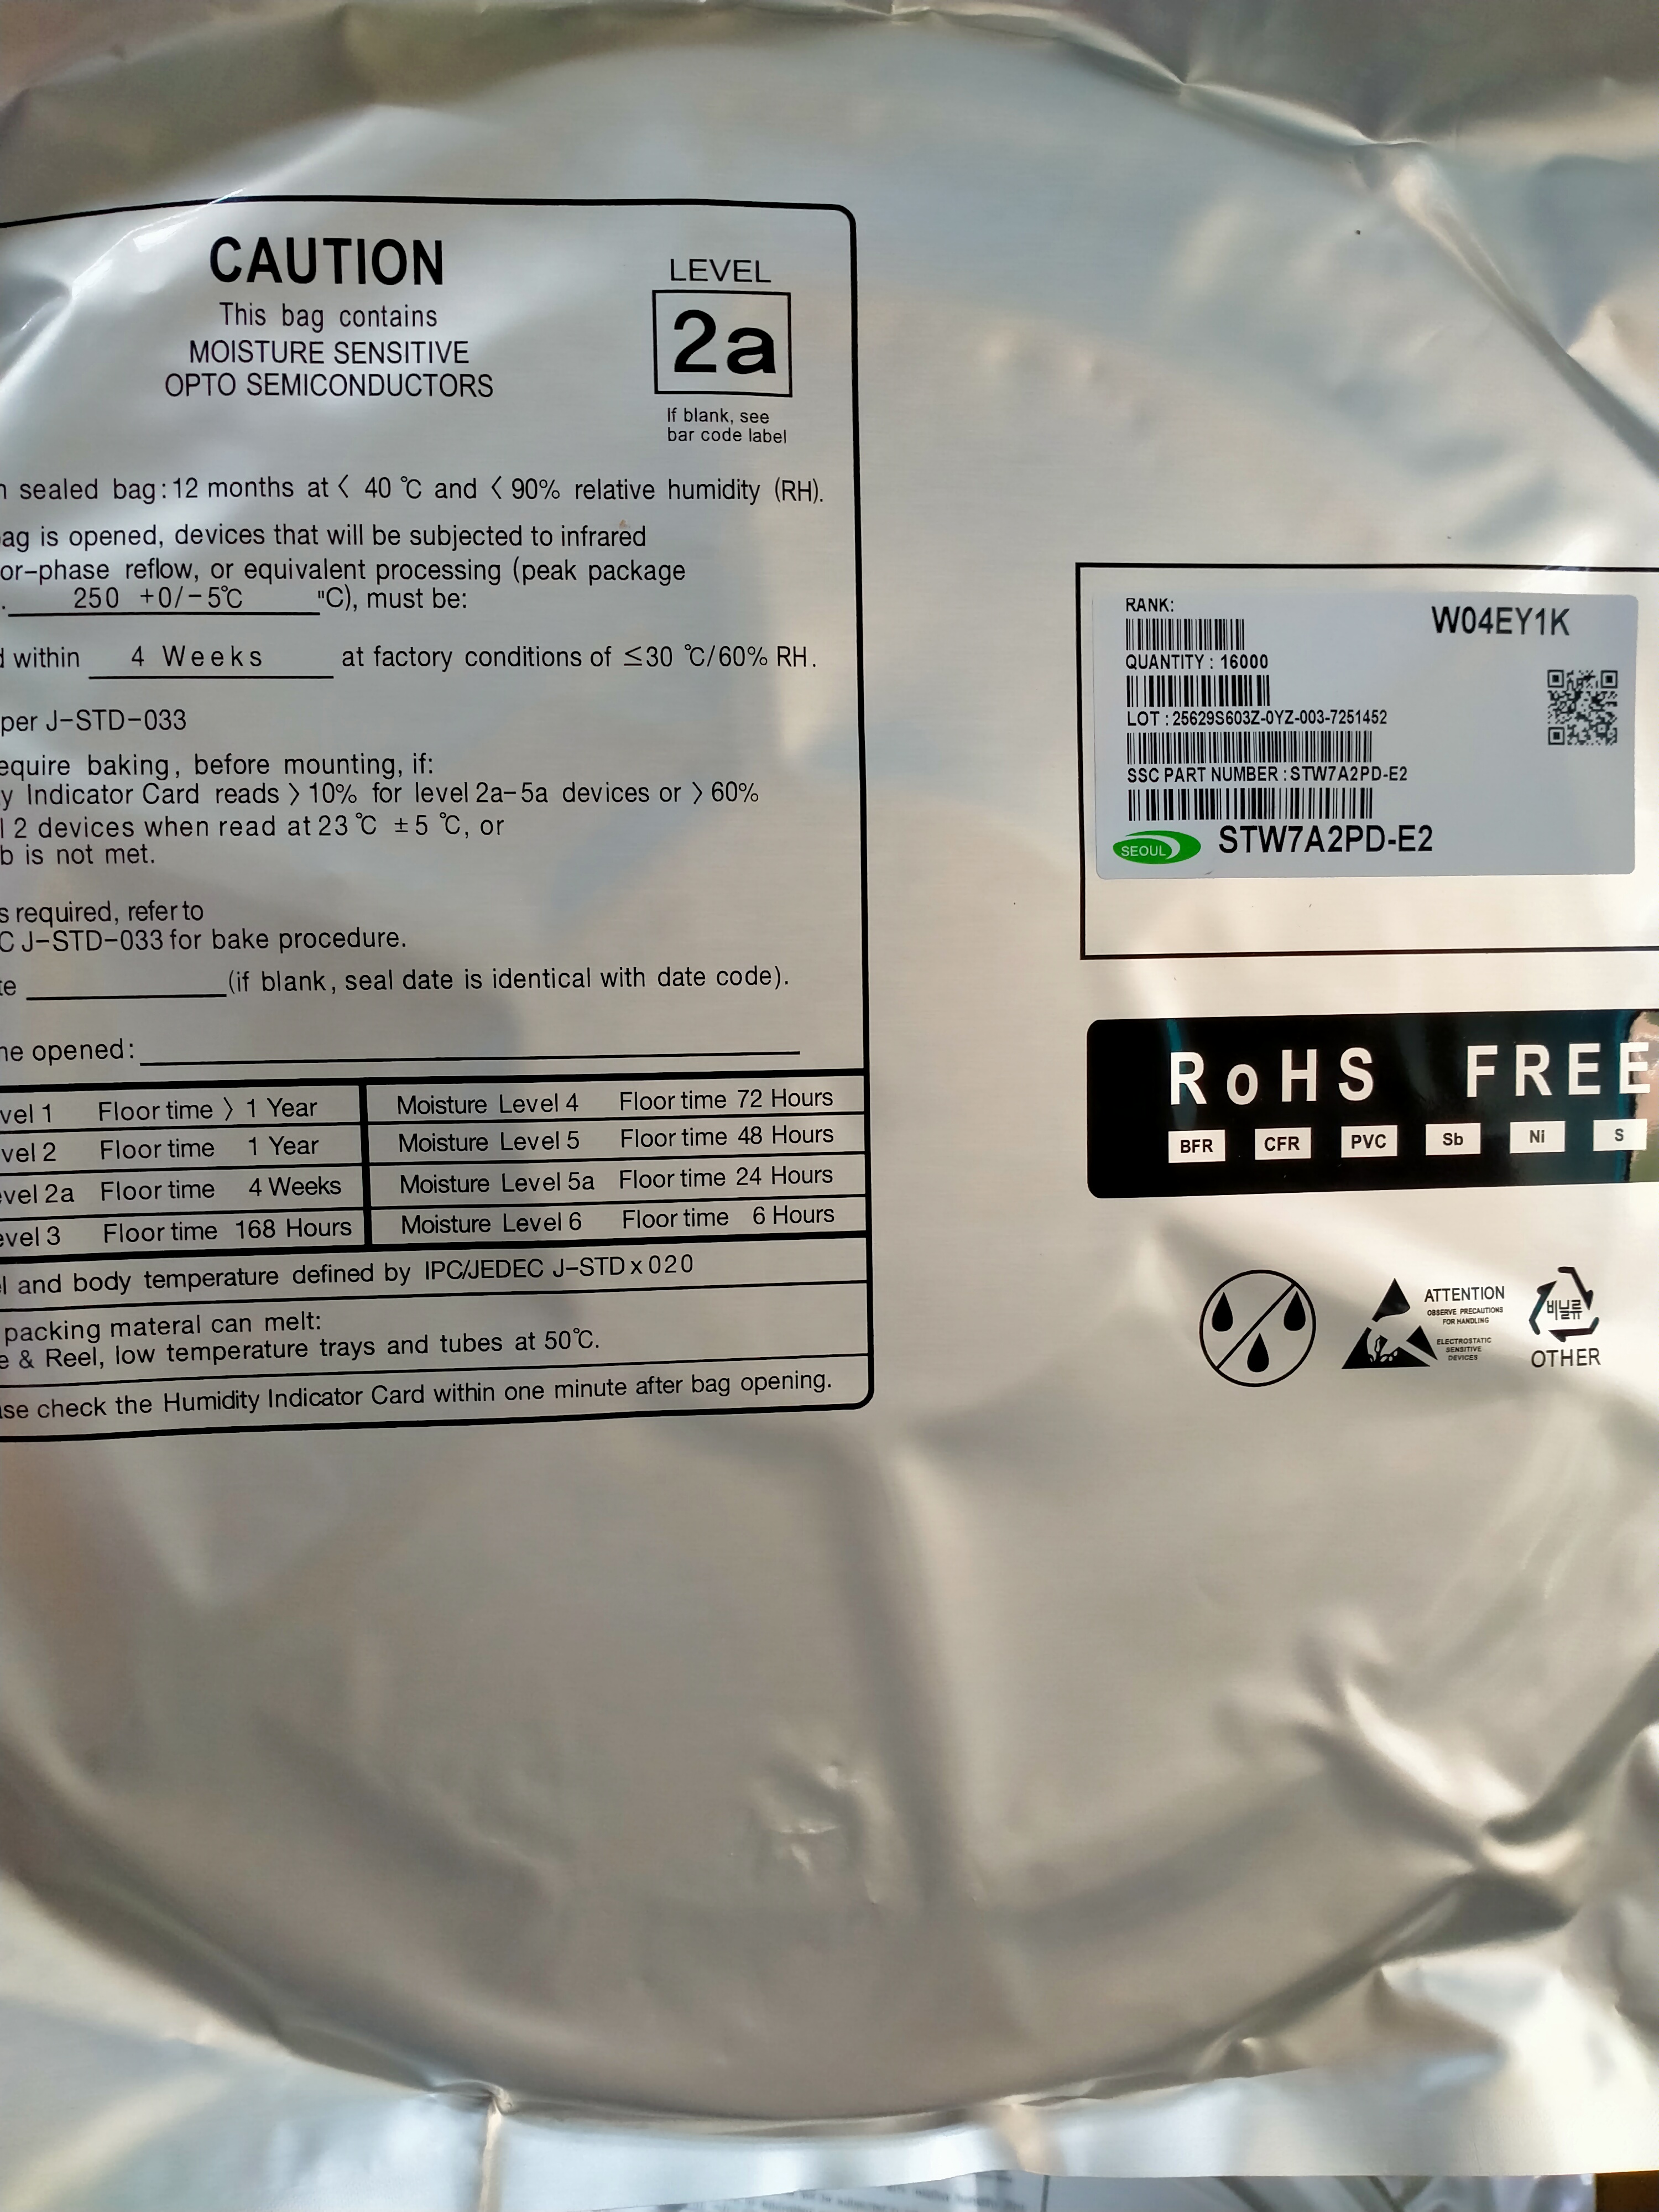 CAUTION
This bag contains
MOISTURE SENSITIVE
OPTO SEMICONDUCTORS
LEVEL
2a
If blank, see
bar code label
sealed bag: 12 months at < 40 ℃ and < 90% relative humidity (RH).
ag is opened, devices that will be subjected to infrared
or-phase reflow, or equivalent processing (peak package
. 250 +0/-5℃ "C), must be:
within 4 Weeks at factory conditions of ≤30 ℃/60% RH.
per J-STD-033
equire baking, before mounting, if:
y Indicator Card reads > 10% for level 2a-5a devices or > 60%
2 devices when read at 23 ℃ ±5 ℃, or
b is not met.
s required, refer to
C J-STD-033 for bake procedure.
te (if blank, seal date is identical with date code).
ne opened:
vel 1 Floor time > 1 Year
Moisture Level 4 Floor time 72 Hours
vel 2 Floor time 1 Year
Moisture Level 5 Floor time 48 Hours
evel 2a Floor time 4 Weeks
Moisture Level 5a Floor time 24 Hours
evel 3 Floor time 168 Hours
Moisture Level 6 Floor time 6 Hours
l and body temperature defined by IPC/JEDEC J-STD x 020
packing materal can melt:
e & Reel, low temperature trays and tubes at 50℃.
ase check the Humidity Indicator Card within one minute after bag opening.
RANK:
W04EY1K
QUANTITY : 16000
LOT : 25629S603Z-0YZ-003-7251452
SSC PART NUMBER : STW7A2PD-E2
SEOUL
STW7A2PD-E2
RoHS FREE
BFR CFR PVC Sb Ni S
ATTENTION
OBSERVE PRECAUTIONS
FOR HANDLING
ELECTROSTATIC
SENSITIVE
DEVICES
비닐류
OTHER